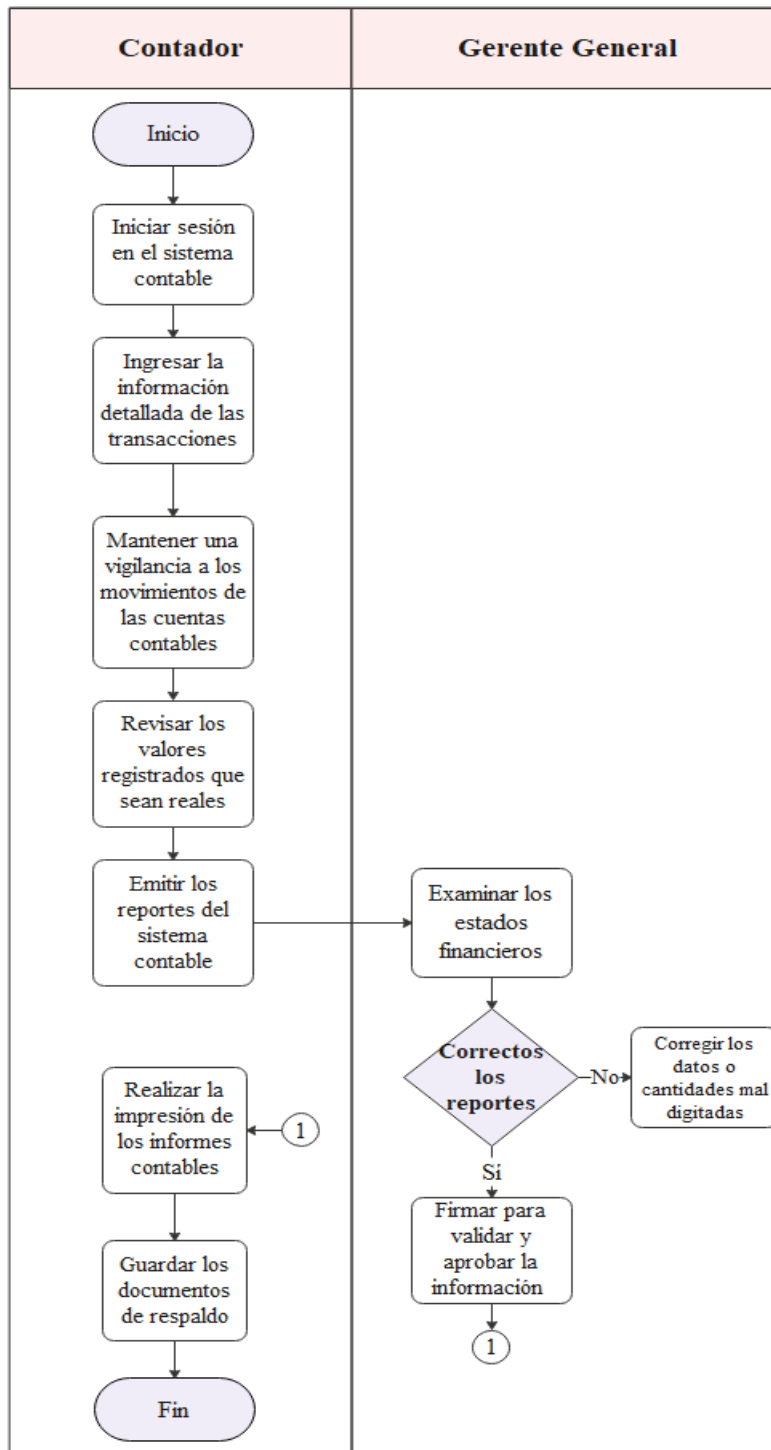 Contador
Gerente General
Inicio
Iniciar sesión
en el sistema
contable
Ingresar la
información
detallada de las
transacciones
Mantener una
vigilancia a los
movimientos de
las cuentas
contables
Revisar los
valores
registrados que
sean reales
Emitir los
reportes del
sistema
contable
Examinar los
estados
financieros
Correctos
los
reportes
No
Corregir los
datos o
cantidades mal
digitadas
Sí
Firmar para
validar y
aprobar la
información
1
1
Realizar la
impresión de
los informes
contables
Guardar los
documentos
de respaldo
Fin